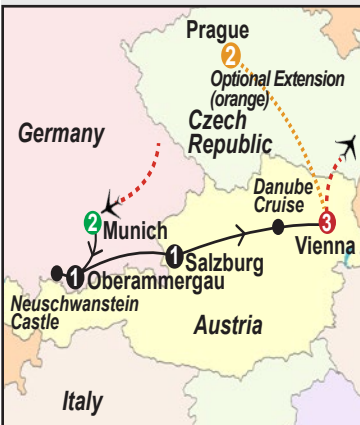 Prague
2
Optional Extension
(orange)
Czech
Republic
Germany
Danube
Cruise
2 Munich
3
Vienna
1 Salzburg
1 Oberammergau
Neuschwanstein
Castle
Austria
Italy